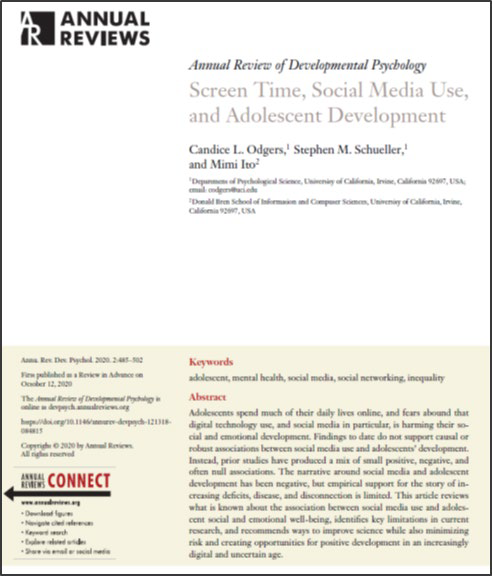 ANNUAL
REVIEWS
Annual Review of Developmental Psychology
Screen Time, Social Media Use,
and Adolescent Development
Candice L. Odgers,¹ Stephen M. Schueller,¹
and Mimi Ito²
¹Department of Psychological Science, University of California, Irvine, California 92697, USA;
email: codgers@uci.edu
²Donald Bren School of Information and Computer Sciences, University of California, Irvine,
California 92697, USA
Annu. Rev. Dev. Psychol. 2020. 2:485–502
First published as a Review in Advance on
October 12, 2020
The Annual Review of Developmental Psychology is
online at devpsych.annualreviews.org
https://doi.org/10.1146/annurev-devpsych-121318-
084815
Copyright © 2020 by Annual Reviews.
All rights reserved
ANNUAL
REVIEWS CONNECT
www.annualreviews.org
• Download figures
• Navigate cited references
• Keyword search
• Explore related articles
• Share via email or social media
Keywords
adolescent, mental health, social media, social networking, inequality
Abstract
Adolescents spend much of their daily lives online, and fears abound that
digital technology use, and social media in particular, is harming their so-
cial and emotional development. Findings to date do not support causal or
robust associations between social media use and adolescents' development.
Instead, prior studies have produced a mix of small positive, negative, and
often null associations. The narrative around social media and adolescent
development has been negative, but empirical support for the story of in-
creasing deficits, disease, and disconnection is limited. This article reviews
what is known about the association between social media use and adoles-
cent social and emotional well-being, identifies key limitations in current
research, and recommends ways to improve science while also minimizing
risk and creating opportunities for positive development in an increasingly
digital and uncertain age.